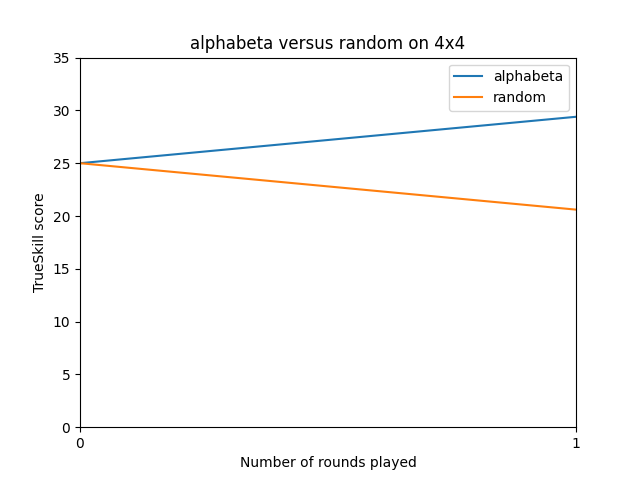 alphabeta versus random on 4x4
alphabeta
random
TrueSkill score
35
30
25
20
15
10
5
0
0 1
Number of rounds played